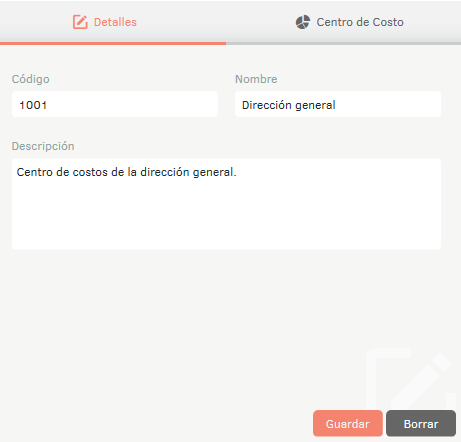 Detalles Centro de Costo
Código Nombre
1001 Dirección general
Descripción
Centro de costos de la dirección general.
Guardar Borrar